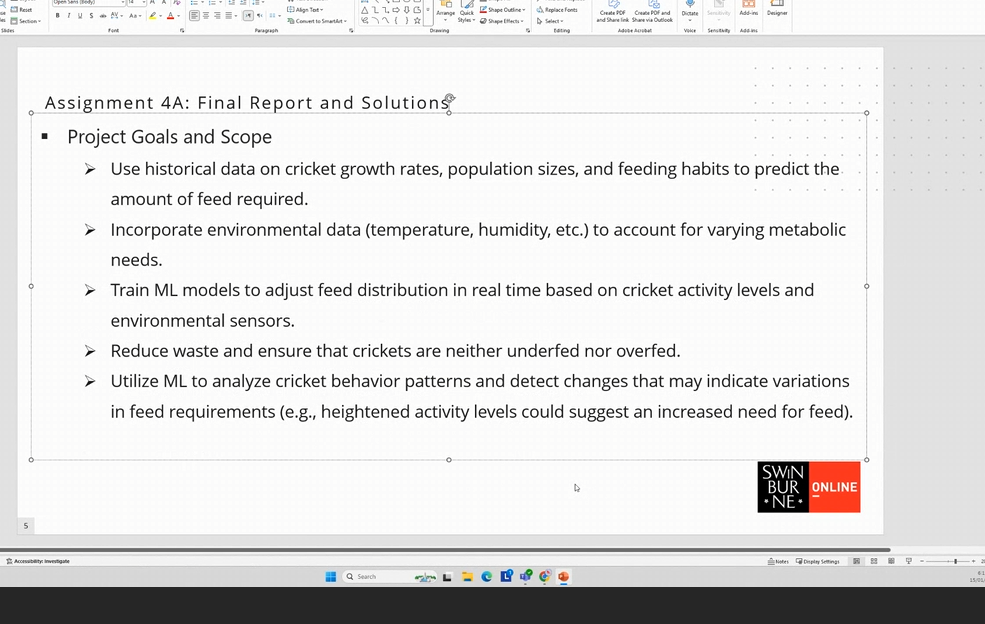 Reset
Section
Slides
Open Sans (Body)
14
B I U S ab AV Aa A
Font
Paragraph
Align Text
Convert to SmartArt
Drawing
Arrange
Quick
Styles
Shape Outline
Shape Effects
Replace Fonts
Select
Editing
Create PDF
and Share link
Create PDF and
Share via Outlook
Adobe Acrobat
Dictate
Voice
Sensitivity
Sensitivity
Add-ins
Add-ins
Designer
Assignment 4A: Final Report and Solutions
▪ Project Goals and Scope
➢ Use historical data on cricket growth rates, population sizes, and feeding habits to predict the
amount of feed required.
➢ Incorporate environmental data (temperature, humidity, etc.) to account for varying metabolic
needs.
➢ Train ML models to adjust feed distribution in real time based on cricket activity levels and
environmental sensors.
➢ Reduce waste and ensure that crickets are neither underfed nor overfed.
➢ Utilize ML to analyze cricket behavior patterns and detect changes that may indicate variations
in feed requirements (e.g., heightened activity levels could suggest an increased need for feed).
SWIN
BUR
NE
ONLINE
5
Accessibility: Investigate
Notes
Display Settings
Search